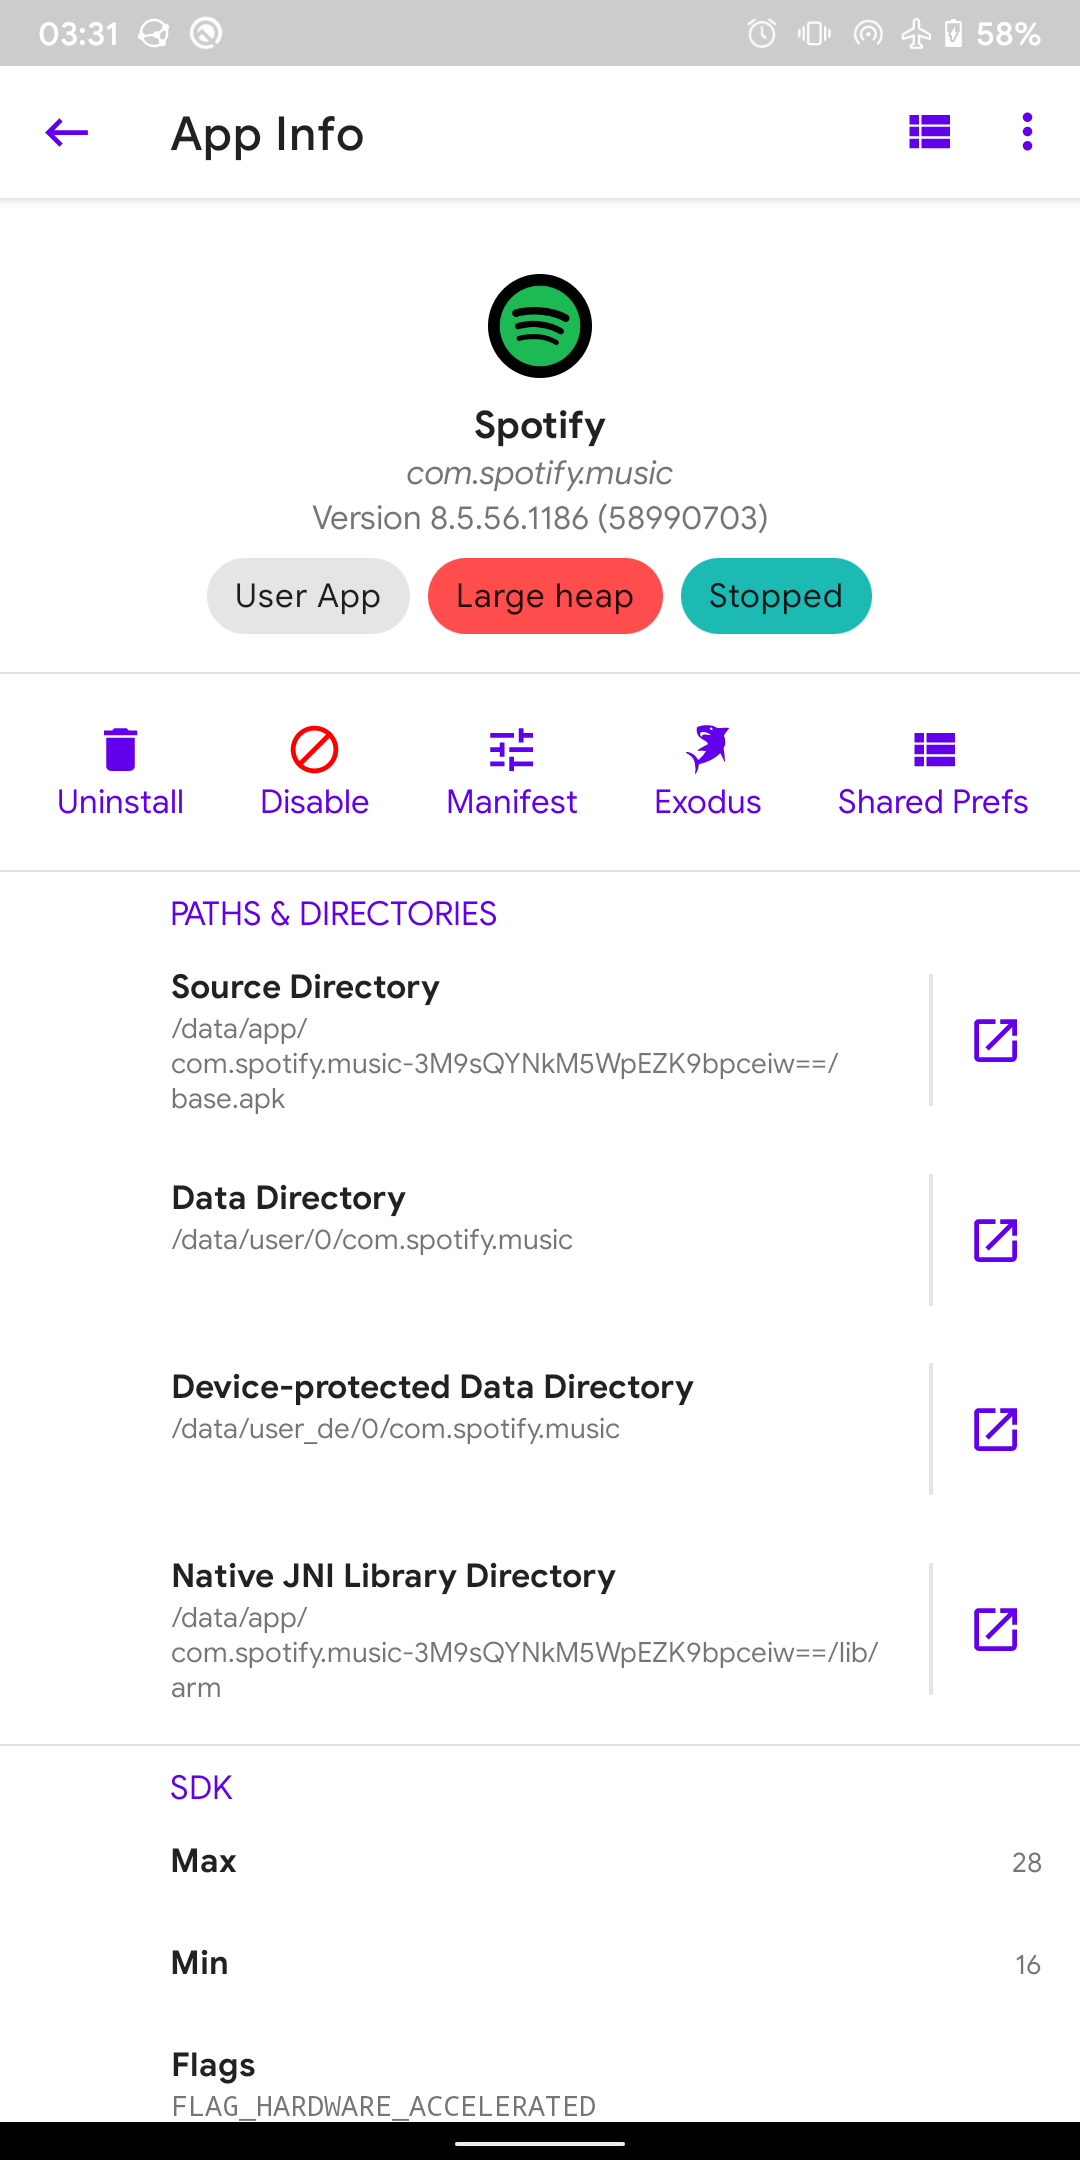 03:31 58%
App Info
Spotify
com.spotify.music
Version 8.5.56.1186 (58990703)
User App Large heap Stopped
Uninstall Disable Manifest Exodus Shared Prefs
PATHS & DIRECTORIES
Source Directory
/data/app/
com.spotify.music-3M9sQYNkM5WpEZK9bpceiw==/
base.apk
Data Directory
/data/user/0/com.spotify.music
Device-protected Data Directory
/data/user_de/0/com.spotify.music
Native JNI Library Directory
/data/app/
com.spotify.music-3M9sQYNkM5WpEZK9bpceiw==/lib/
arm
SDK
Max 28
Min 16
Flags
FLAG_HARDWARE_ACCELERATED